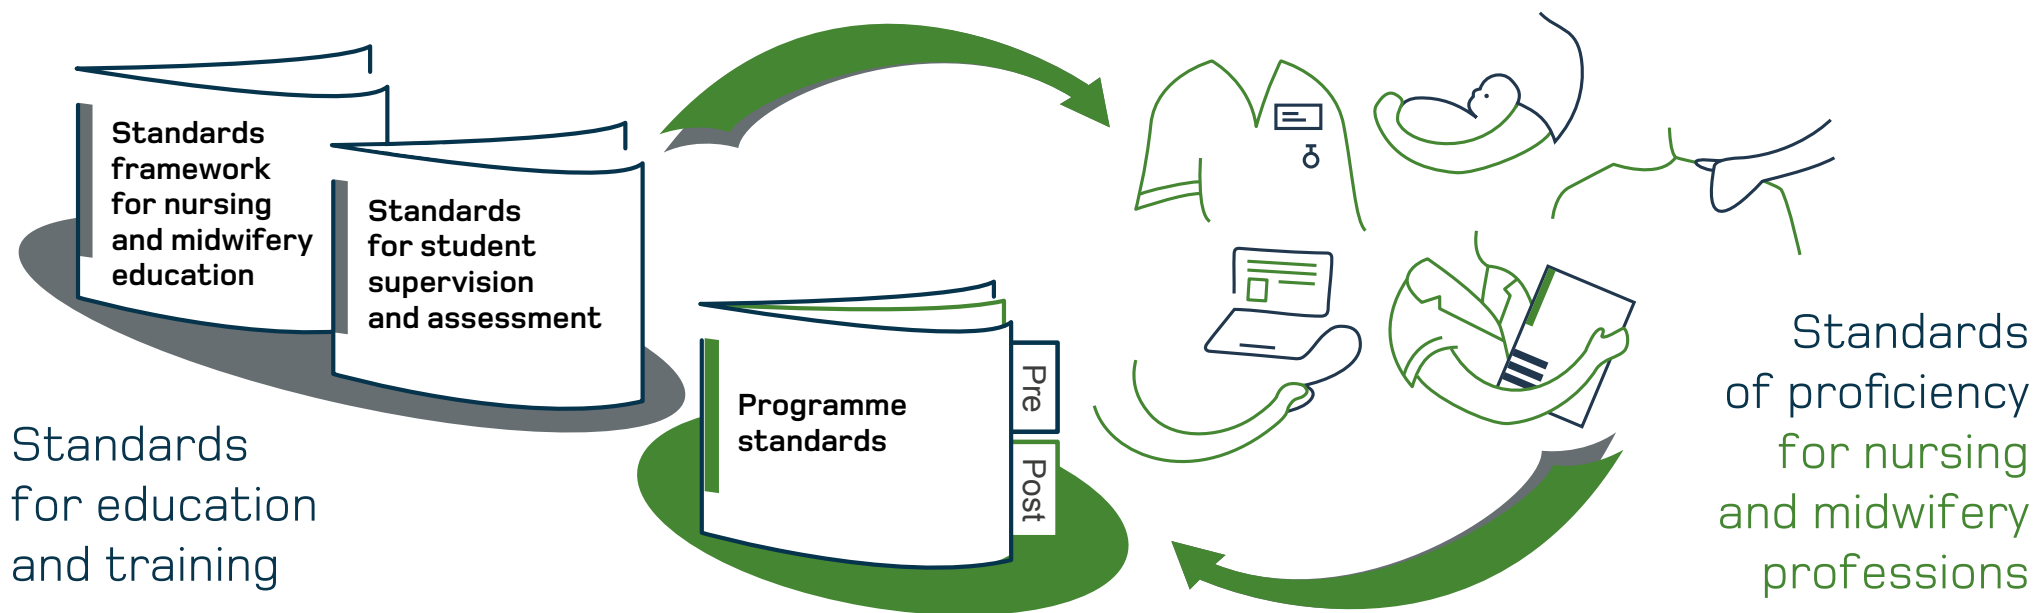 Standards
framework
for nursing
and midwifery
education
Standards
for student
supervision
and assessment
Programme
standards
Pre
Post
Standards
for education
and training
Standards
of proficiency
for nursing
and midwifery
professions